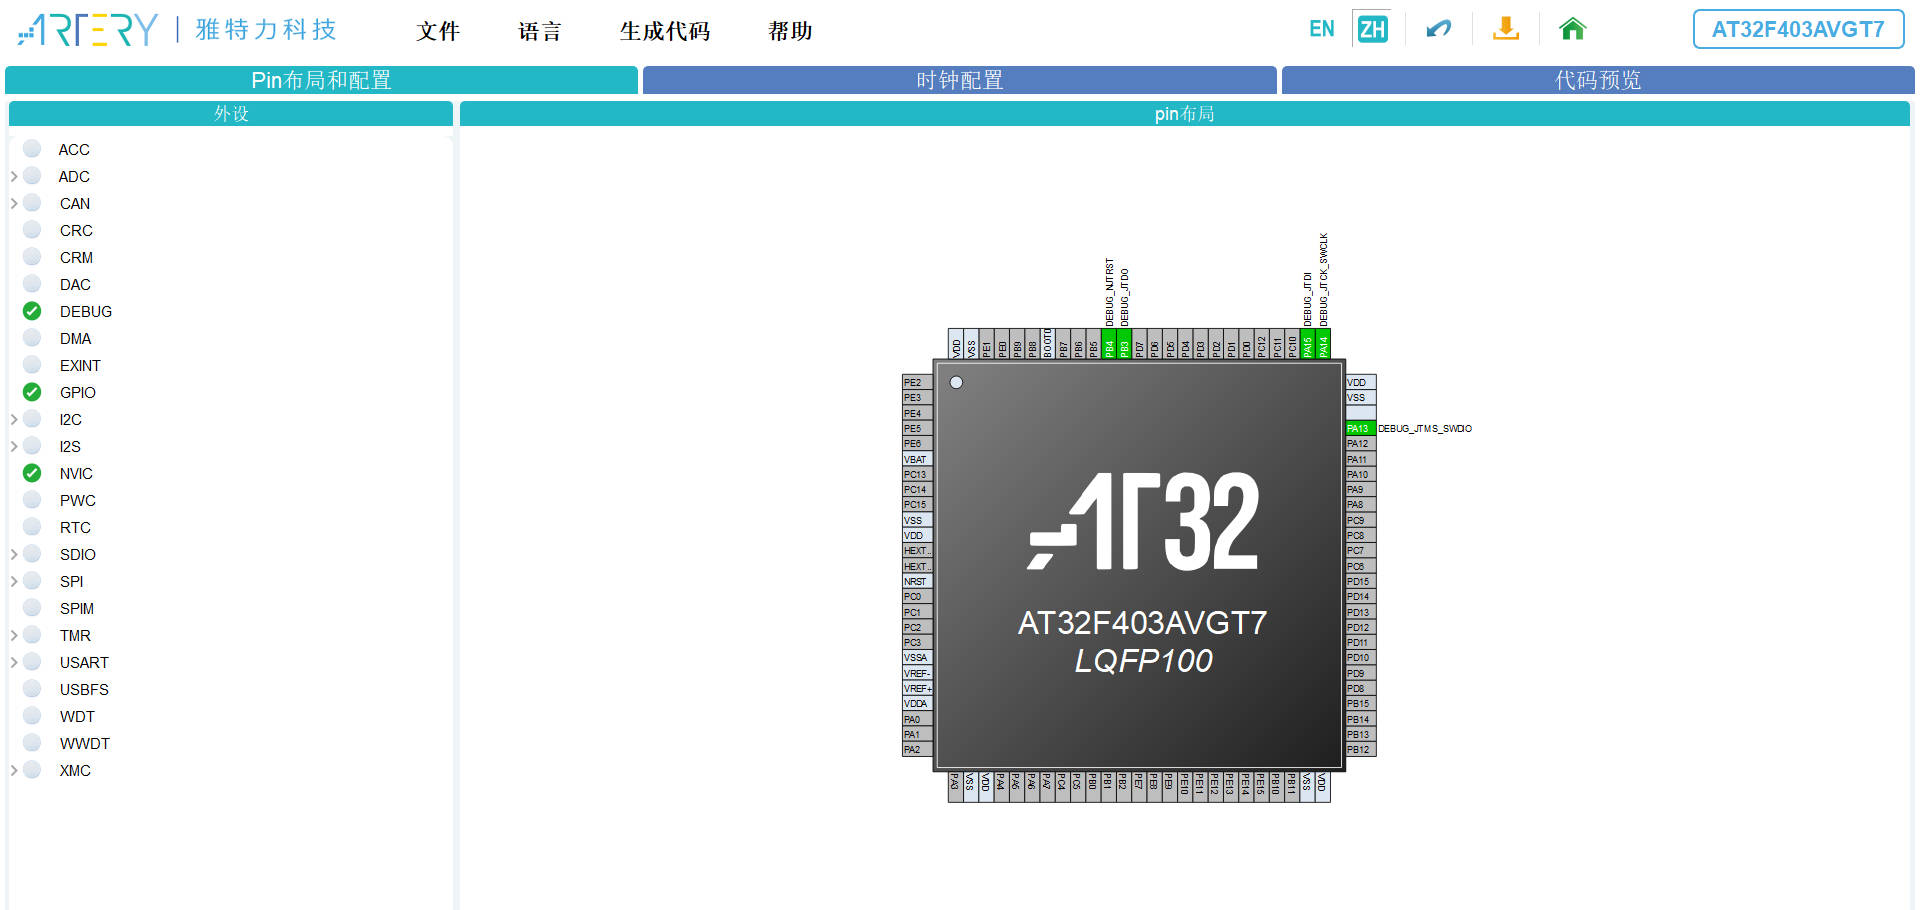 ARTERY 雅特力科技 文件 语言 生成代码 帮助 EN ZH AT32F403AVGT7
Pin布局和配置 时钟配置 代码预览
外设 pin布局
ACC
ADC
CAN
CRC
CRM
DAC
DEBUG
DMA
EXINT
GPIO
I2C
I2S
NVIC
PWC
RTC
SDIO
SPI
SPIM
TMR
USART
USBFS
WDT
WWDT
XMC
DEBUG_NJTRST
DEBUG_JTDO
DEBUG_JTDI
DEBUG_JTCK_SWCLK
VDD
VSS
PE1
PE0
PB9
PB8
BOOT0
PB7
PB6
PB5
PB4
PB3
PD7
PD6
PD5
PD4
PD3
PD2
PD1
PD0
PC12
PC11
PC10
PA15
PA14
PE2
PE3
PE4
PE5
PE6
VBAT
PC13
PC14
PC15
VSS
VDD
HEXT..
HEXT..
NRST
PC0
PC1
PC2
PC3
VSSA
VREF-
VREF+
VDDA
PA0
PA1
PA2
AT32
AT32F403AVGT7
LQFP100
VDD
VSS
PA13 DEBUG_JTMS_SWDIO
PA12
PA11
PA10
PA9
PA8
PC9
PC8
PC7
PC6
PD15
PD14
PD13
PD12
PD11
PD10
PD9
PD8
PB15
PB14
PB13
PB12
PA3
VSS
VDD
PA4
PA5
PA6
PA7
PC4
PC5
PB0
PB1
PB2
PE7
PE8
PE9
PE10
PE11
PE12
PE13
PE14
PE15
PB10
PB11
VSS
VDD